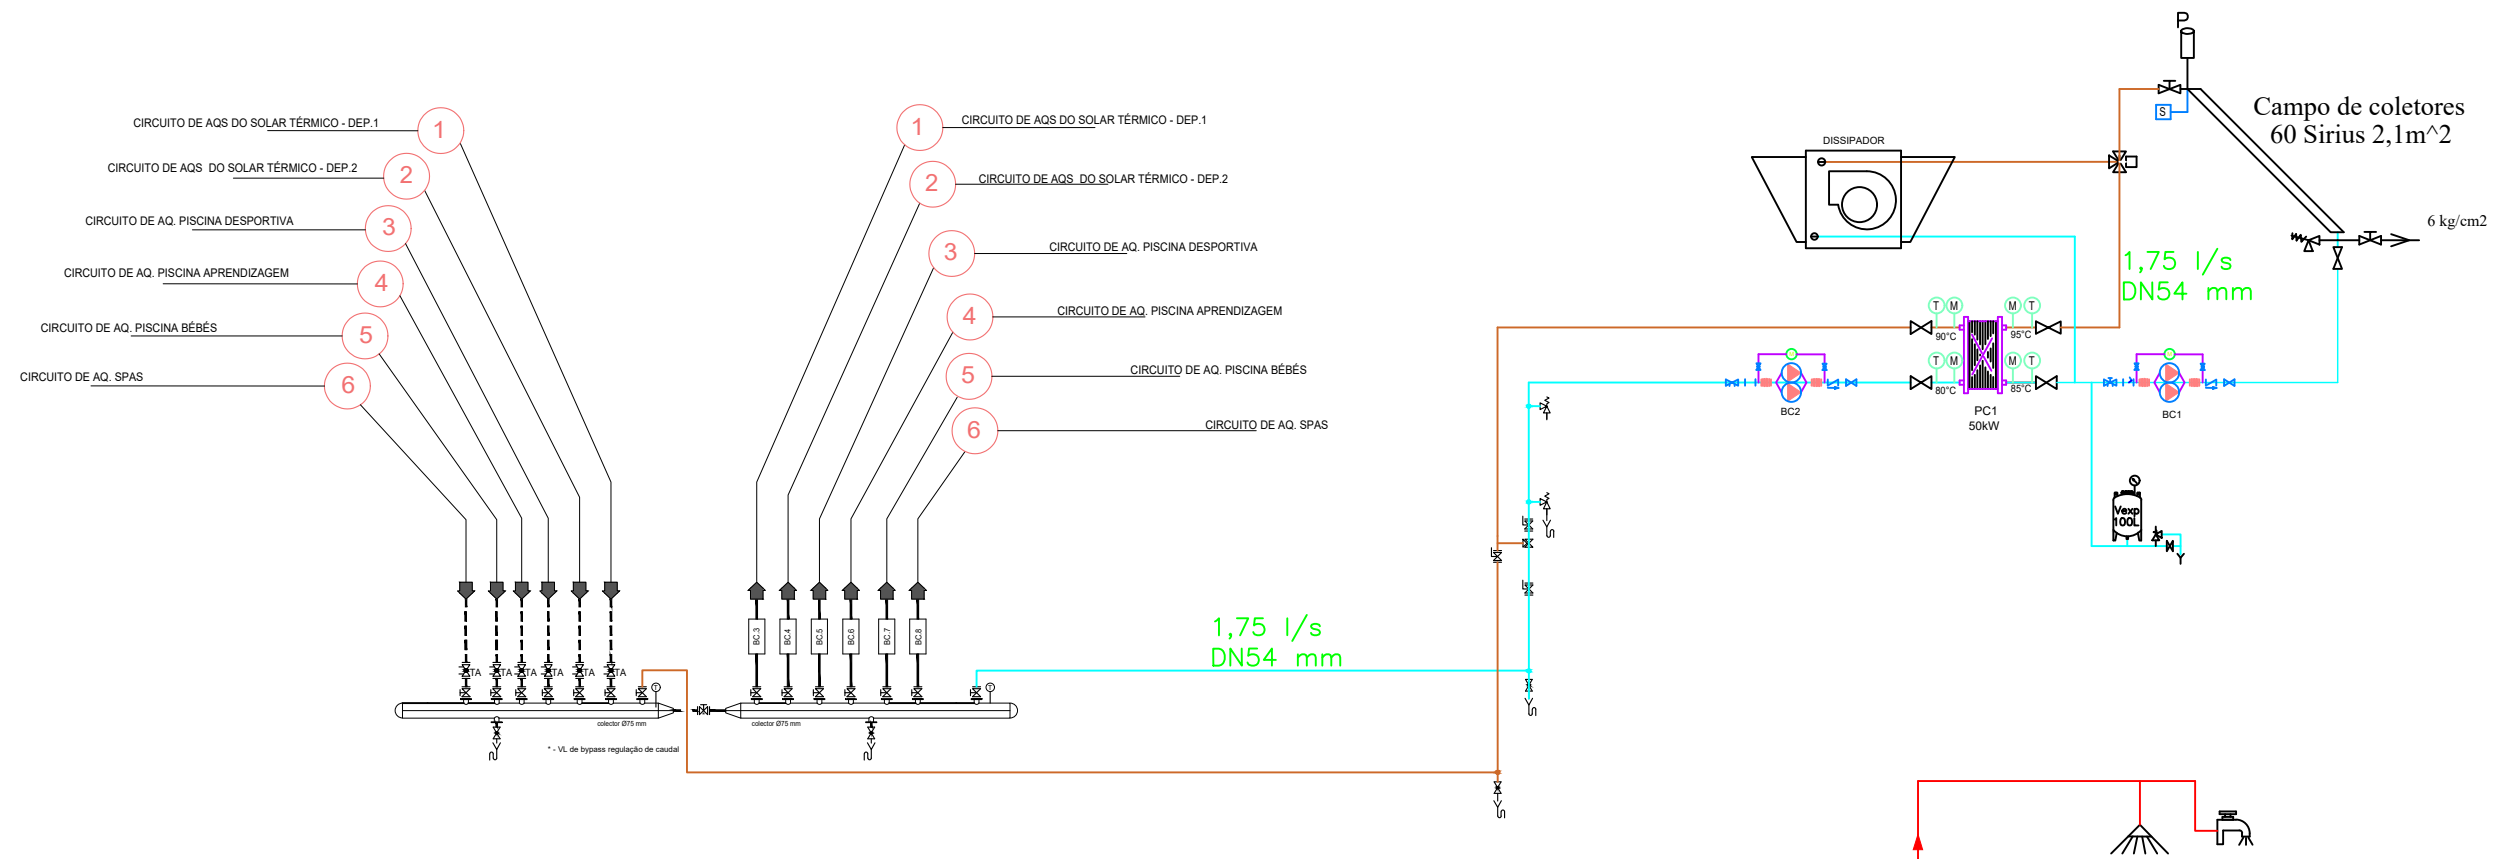 P
Campo de coletores
60 Sirius 2,1m^2
S
DISSIPADOR
6 kg/cm2
1,75 l/s
DN54 mm
CIRCUITO DE AQS DO SOLAR TÉRMICO - DEP.1
1
CIRCUITO DE AQS  DO SOLAR TÉRMICO - DEP.2
2
CIRCUITO DE AQ. PISCINA DESPORTIVA
3
CIRCUITO DE AQ. PISCINA APRENDIZAGEM
4
CIRCUITO DE AQ. PISCINA BÉBÉS
5
CIRCUITO DE AQ. SPAS
6
1
CIRCUITO DE AQS DO SOLAR TÉRMICO - DEP.1
2
CIRCUITO DE AQS  DO SOLAR TÉRMICO - DEP.2
3
CIRCUITO DE AQ. PISCINA DESPORTIVA
4
CIRCUITO DE AQ. PISCINA APRENDIZAGEM
5
CIRCUITO DE AQ. PISCINA BÉBÉS
6
CIRCUITO DE AQ. SPAS
T M M T
90°C 95°C
T M M T
80°C 85°C
BC2
PC1
50kW
BC1
Vexp
100L
BC.3 BC.4 BC.5 BC.6 BC.7 BC.8
1,75 l/s
DN54 mm
TA TA TA TA TA TA
T
T
colector Ø75 mm
colector Ø75 mm
* - VL de bypass regulação de caudal